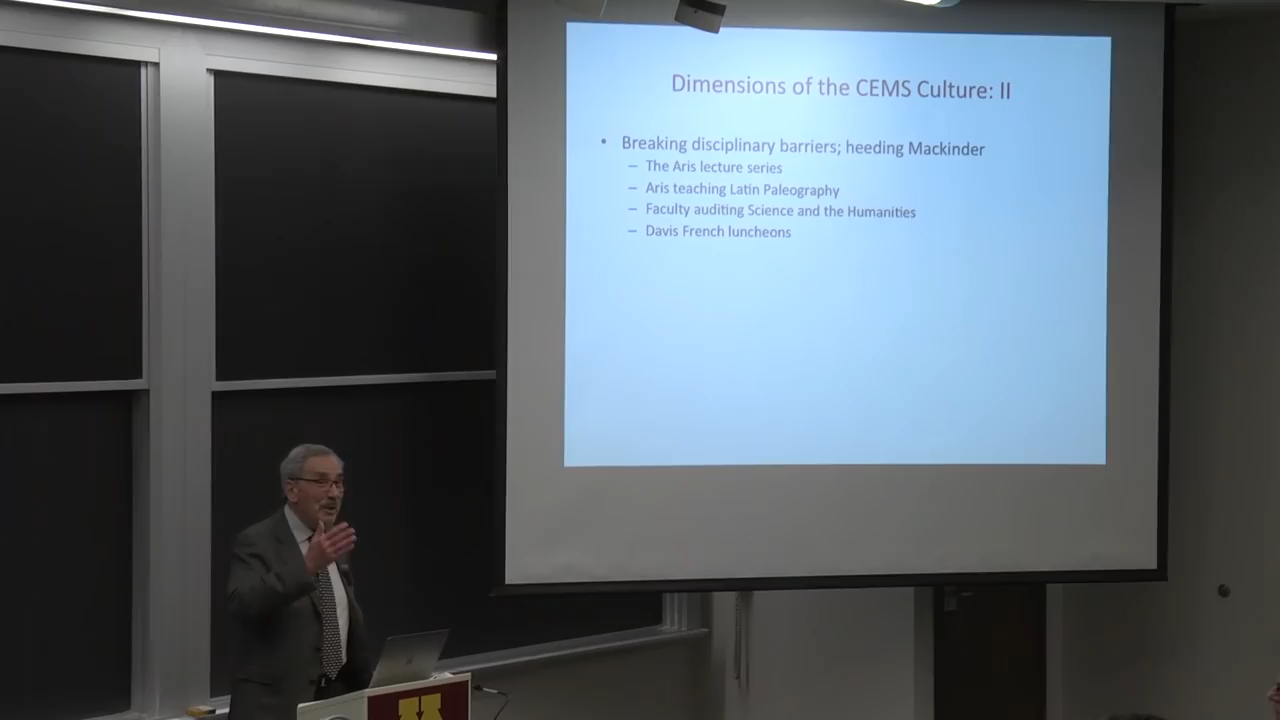 Dimensions of the CEMS Culture: II
• Breaking disciplinary barriers; heeding Mackinder
– The Aris lecture series
– Aris teaching Latin Paleography
– Faculty auditing Science and the Humanities
– Davis French luncheons
M